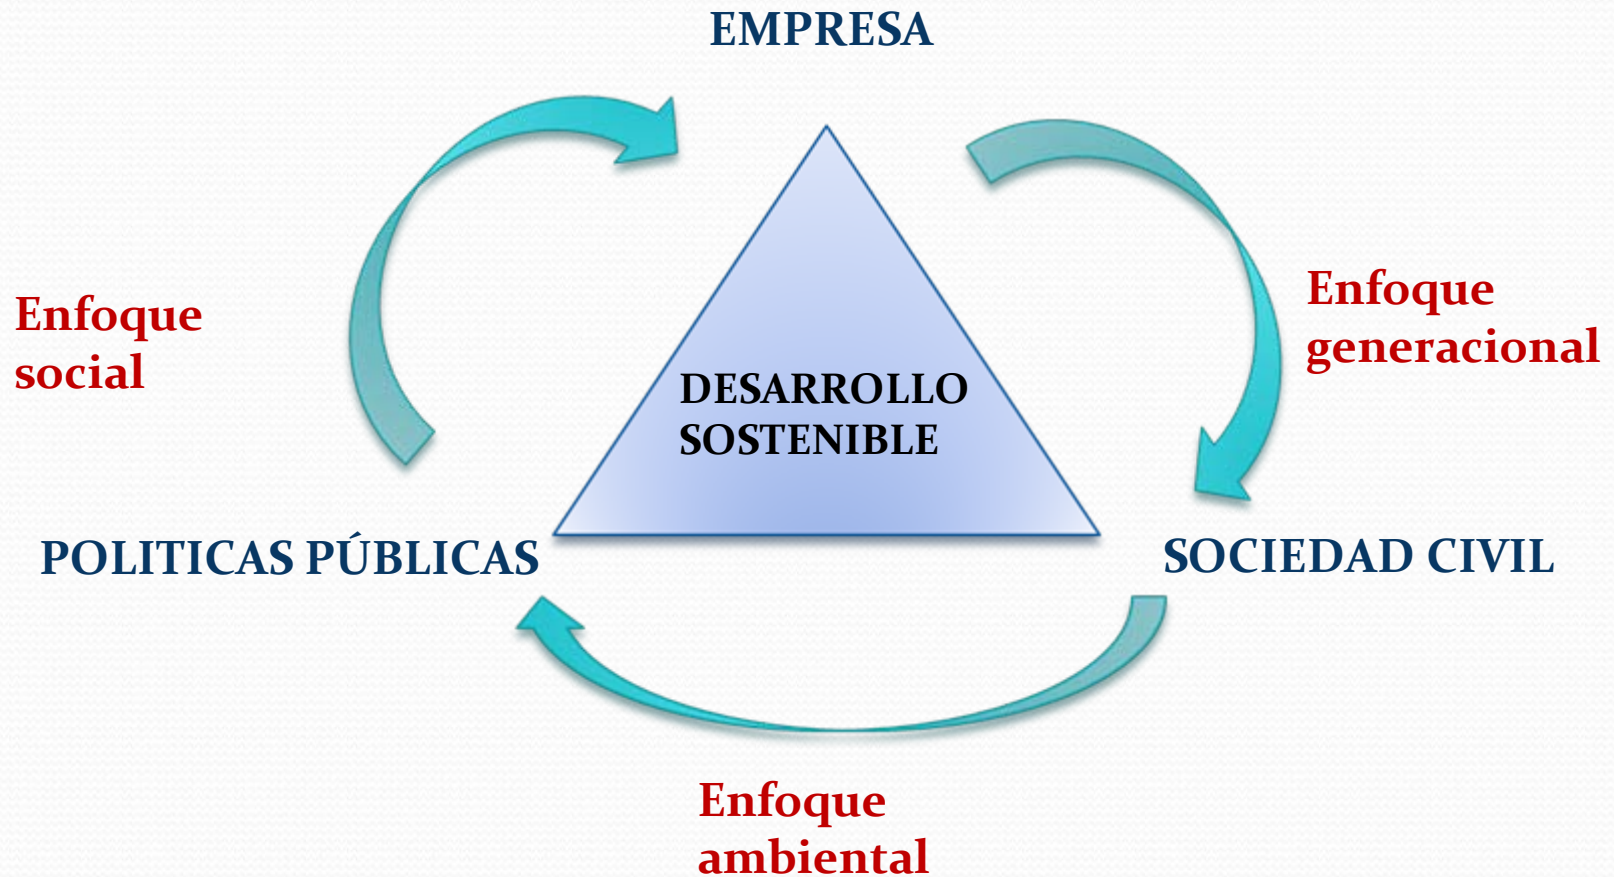 EMPRESA
Enfoque
social
Enfoque
generacional
DESARROLLO
SOSTENIBLE
POLITICAS PÚBLICAS
SOCIEDAD CIVIL
Enfoque
ambiental